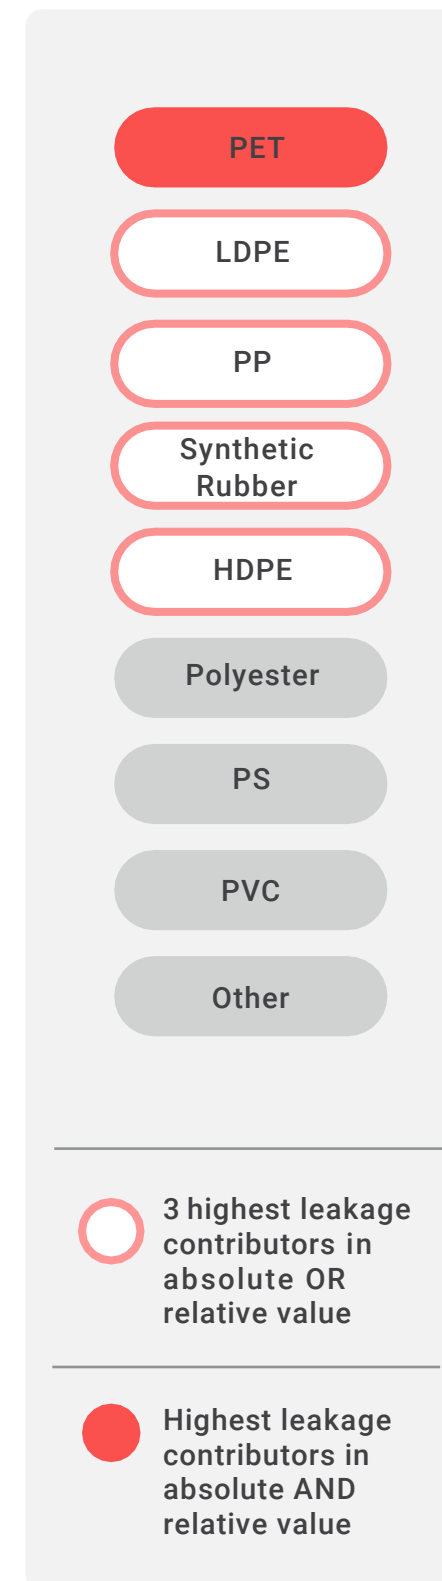 PET
LDPE
PP
Synthetic
Rubber
HDPE
Polyester
PS
PVC
Other
3 highest leakage
contributors in
absolute OR
relative value
Highest leakage
contributors in
absolute AND
relative value